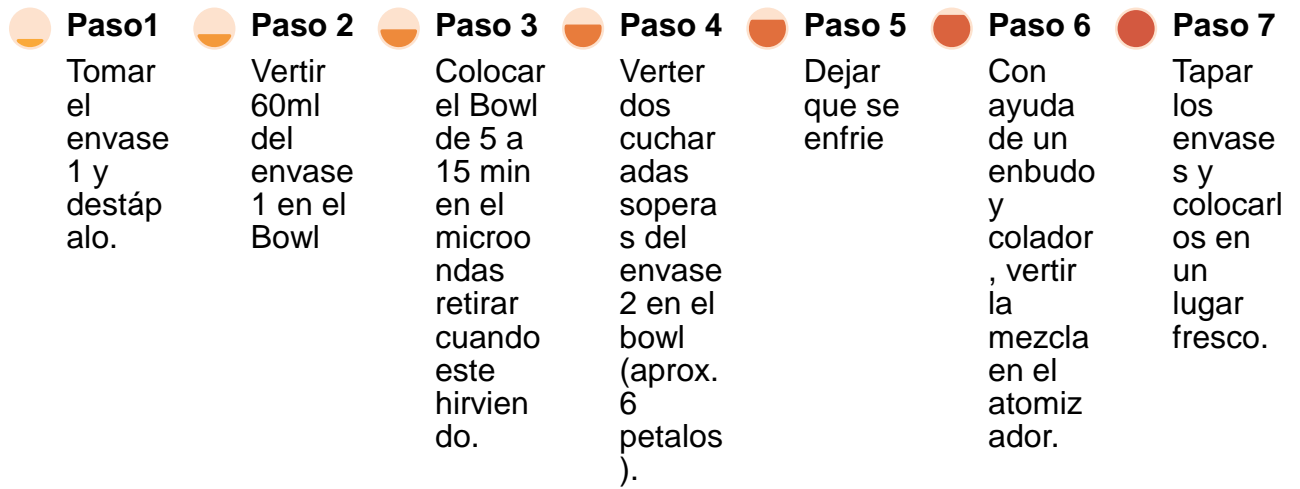 Paso1
Tomar
el
envase
1 y
destáp
alo.
Paso 2
Vertir
60ml
del
envase
1 en el
Bowl
Paso 3
Colocar
el Bowl
de 5 a
15 min
en el
microo
ndas
retirar
cuando
este
hirvien
do.
Paso 4
Verter
dos
cuchar
adas
sopera
s del
envase
2 en el
bowl
(aprox.
6
petalos
).
Paso 5
Dejar
que se
enfrie
Paso 6
Con
ayuda
de un
enbudo
y
colador
, vertir
la
mezcla
en el
atomiz
ador.
Paso 7
Tapar
los
envase
s y
colocarl
os en
un
lugar
fresco.